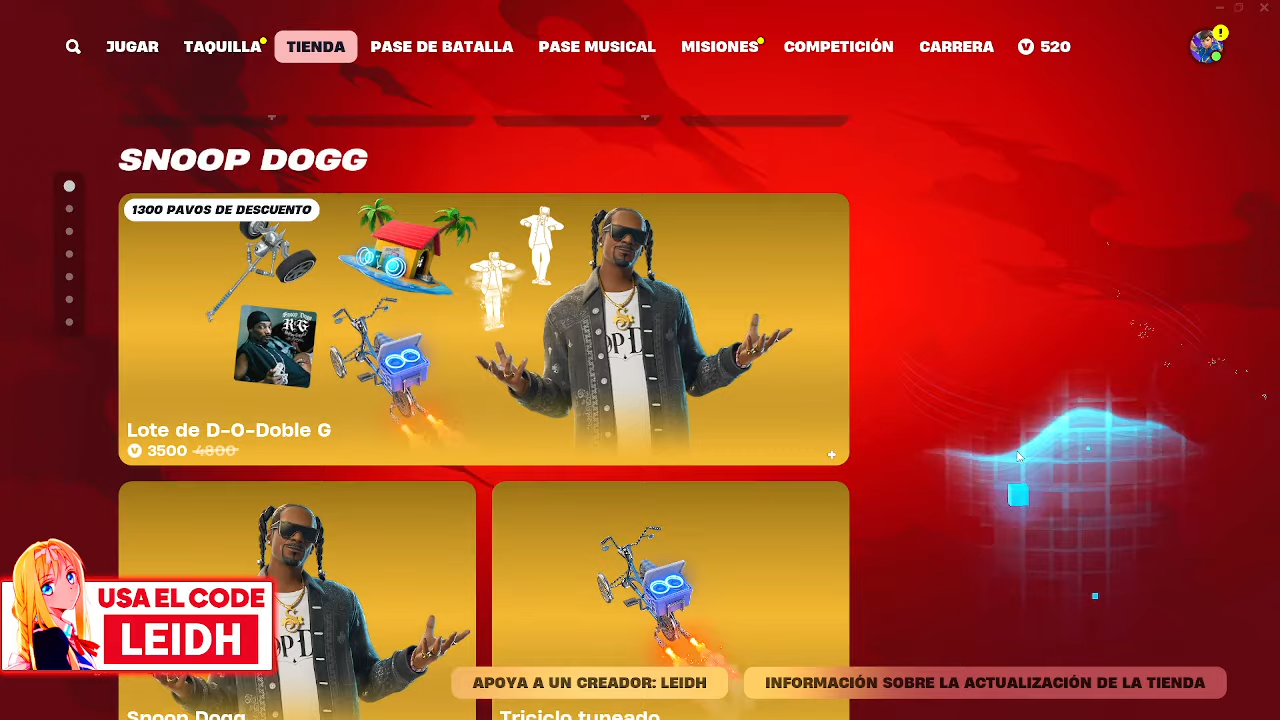 JUGAR TAQUILLA TIENDA PASE DE BATALLA PASE MUSICAL MISIONES COMPETICIÓN CARRERA 520
SNOOP DOGG
1300 PAVOS DE DESCUENTO
Lote de D-O-Doble G
3500 4800
USA EL CODE
LEIDH
APOYA A UN CREADOR: LEIDH
INFORMACIÓN SOBRE LA ACTUALIZACIÓN DE LA TIENDA
Snoop Dogg
Triciclo tuneado